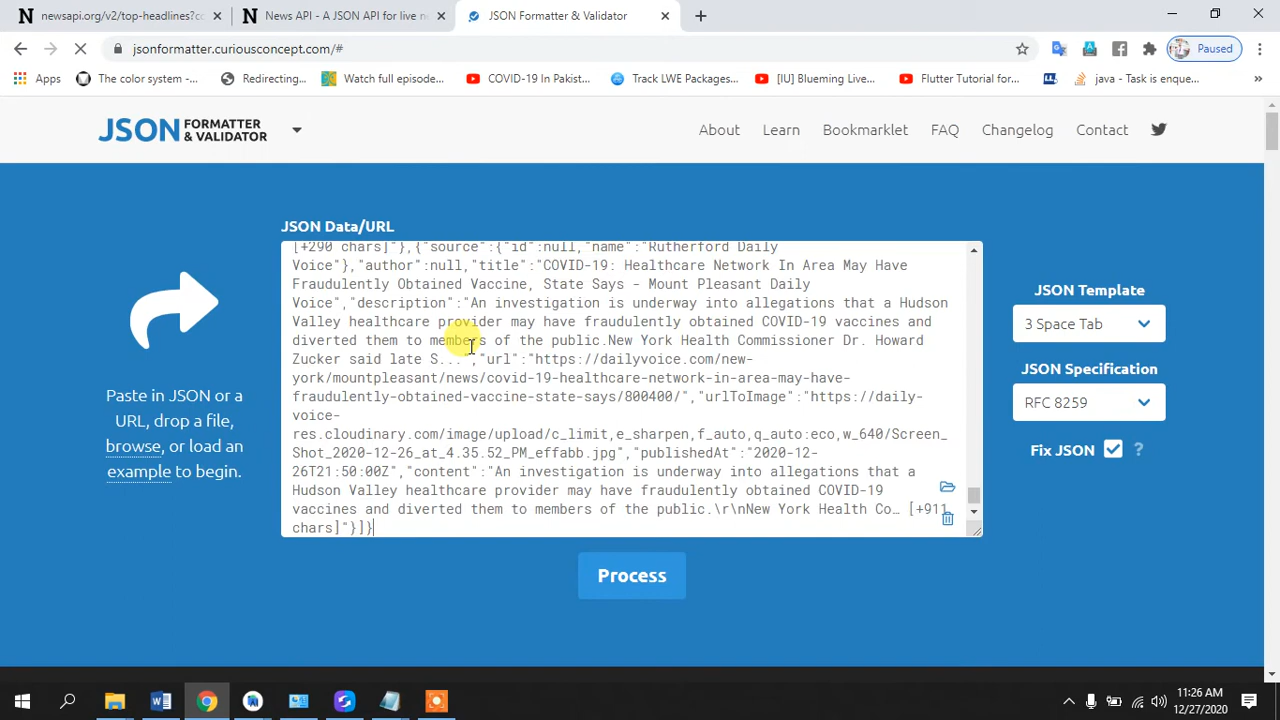 newsapi.org/v2/top-headlines?co
News API - A JSON API for live ne
JSON Formatter & Validator
jsonformatter.curiousconcept.com/#
Paused
Apps
The color system -...
Redirecting...
Watch full episode...
COVID-19 In Pakist...
Track LWE Packages...
[IU] Blueming Live...
Flutter Tutorial for...
java - Task is enque...
»
JSON FORMATTER & VALIDATOR
About
Learn
Bookmarklet
FAQ
Changelog
Contact
JSON Data/URL
[+290 chars]"},{"source":{"id":null,"name":"Rutherford Daily
Voice"},"author":null,"title":"COVID-19: Healthcare Network In Area May Have
Fraudulently Obtained Vaccine, State Says - Mount Pleasant Daily
Voice","description":"An investigation is underway into allegations that a Hudson
Valley healthcare provider may have fraudulently obtained COVID-19 vaccines and
diverted them to members of the public.New York Health Commissioner Dr. Howard
Zucker said late S...","url":"https://dailyvoice.com/new-
york/mountpleasant/news/covid-19-healthcare-network-in-area-may-have-
fraudulently-obtained-vaccine-state-says/800400/","urlToImage":"https://daily-
voice-
res.cloudinary.com/image/upload/c_limit,e_sharpen,f_auto,q_auto:eco,w_640/Screen_
Shot_2020-12-26_at_4.35.52_PM_effabb.jpg","publishedAt":"2020-12-
26T21:50:00Z","content":"An investigation is underway into allegations that a
Hudson Valley healthcare provider may have fraudulently obtained COVID-19
vaccines and diverted them to members of the public.\r\nNew York Health Co… [+911
chars]"}]}
Paste in JSON or a
URL, drop a file,
browse, or load an
example to begin.
JSON Template
3 Space Tab
JSON Specification
RFC 8259
Fix JSON
?
Process
11:26 AM
12/27/2020